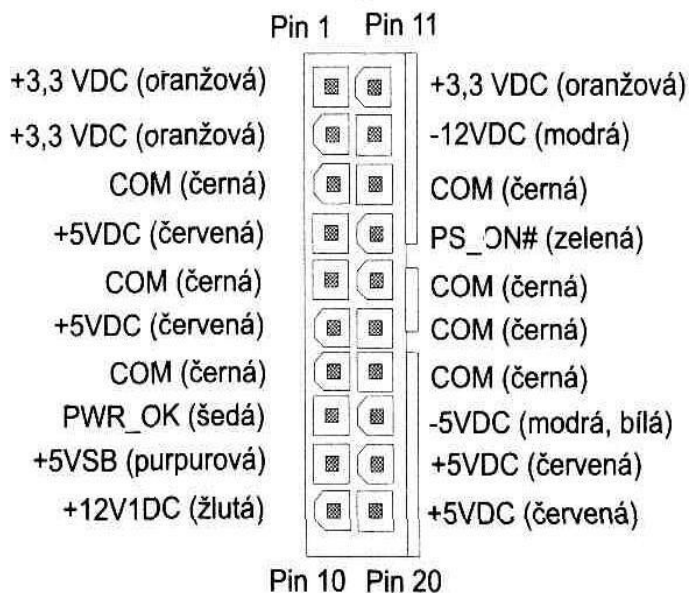 Pin 1 Pin 11
+3,3 VDC (oranžová) +3,3 VDC (oranžová)
+3,3 VDC (oranžová) -12VDC (modrá)
COM (černá) COM (černá)
+5VDC (červená) PS_ON# (zelená)
COM (černá) COM (černá)
+5VDC (červená) COM (černá)
COM (černá) COM (černá)
PWR_OK (šedá) -5VDC (modrá, bílá)
+5VSB (purpurová) +5VDC (červená)
+12V1DC (žlutá) +5VDC (červená)
Pin 10 Pin 20